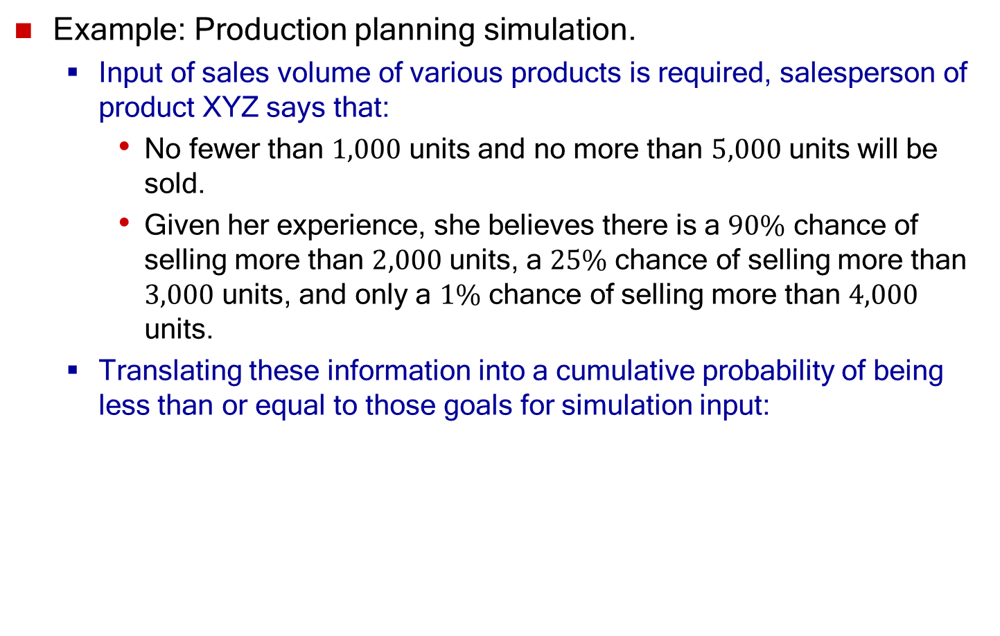 Example: Production planning simulation.
Input of sales volume of various products is required, salesperson of
product XYZ says that:
No fewer than 1,000 units and no more than 5,000 units will be
sold.
Given her experience, she believes there is a 90% chance of
selling more than 2,000 units, a 25% chance of selling more than
3,000 units, and only a 1% chance of selling more than 4,000
units.
Translating these information into a cumulative probability of being
less than or equal to those goals for simulation input: